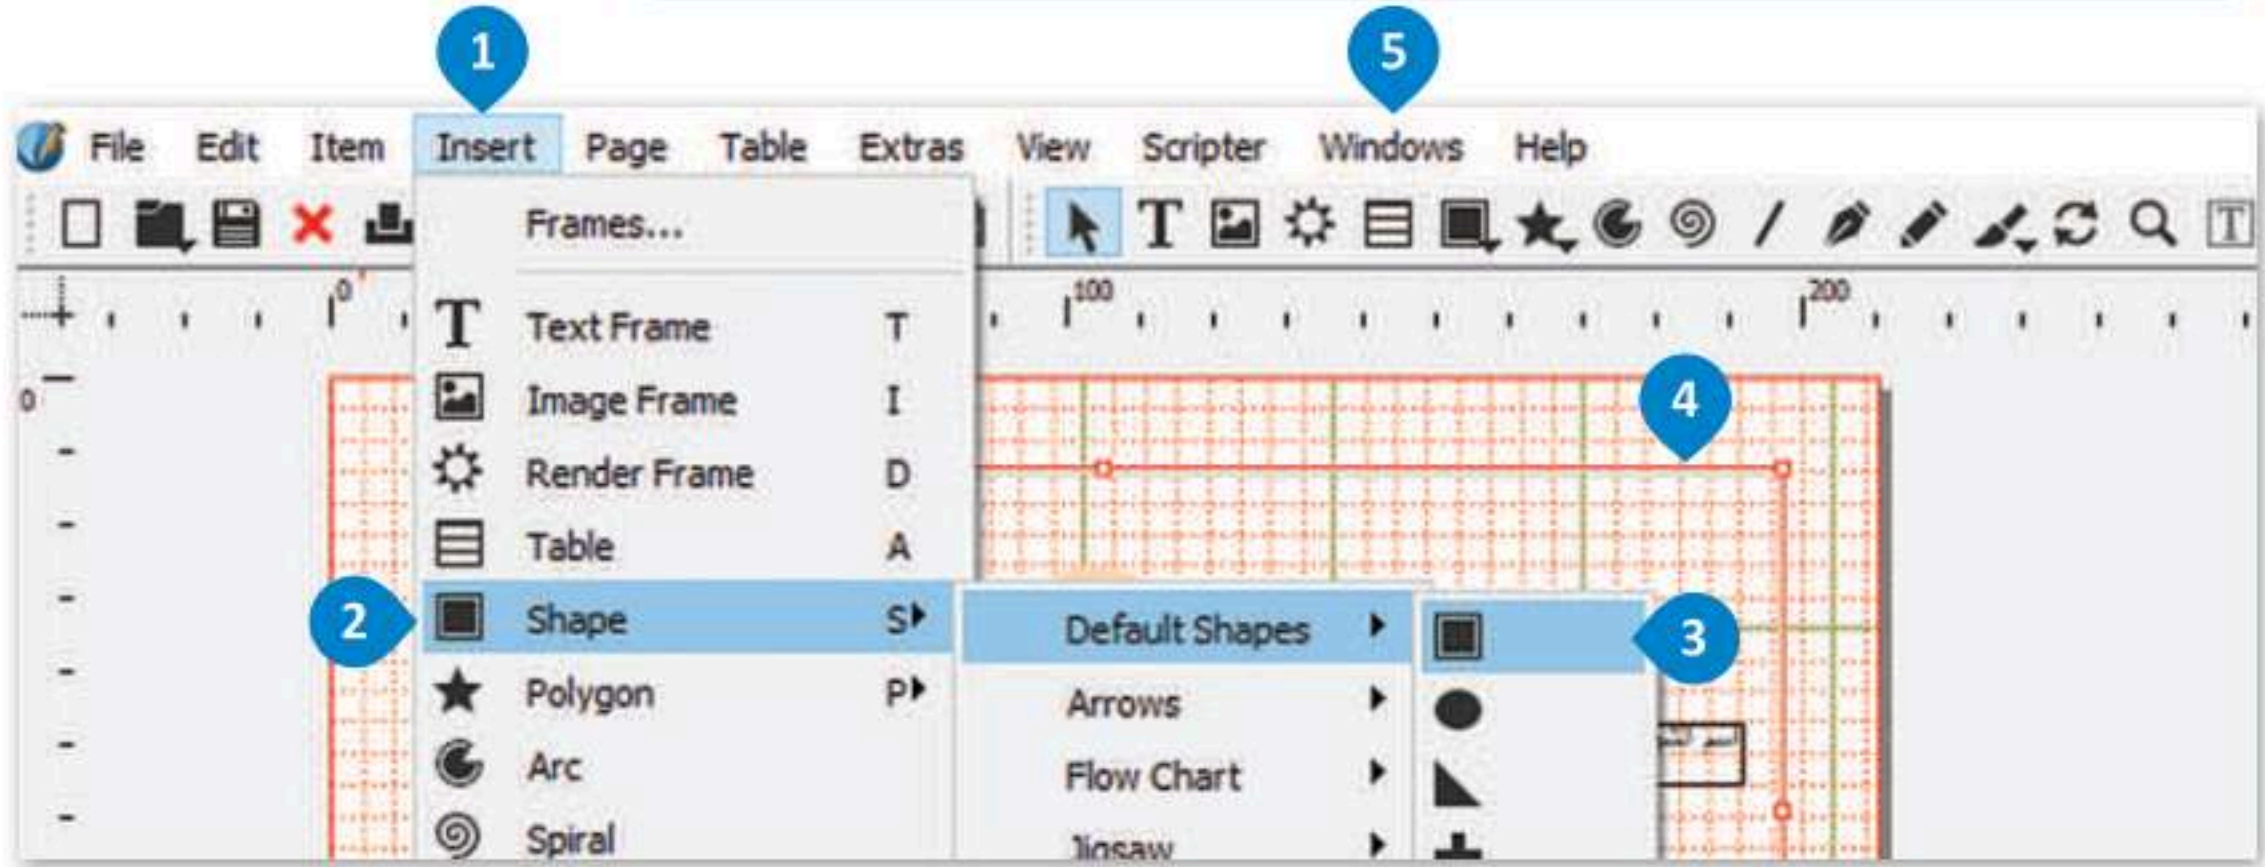 1
5
File Edit Item Insert Page Table Extras View Scripter Windows Help
Frames...
0
100
200
Text Frame T
0
Image Frame I
4
Render Frame D
Table A
2
Shape S
Default Shapes
3
Polygon P
Arrows
Arc
Flow Chart
Spiral
Jigsaw